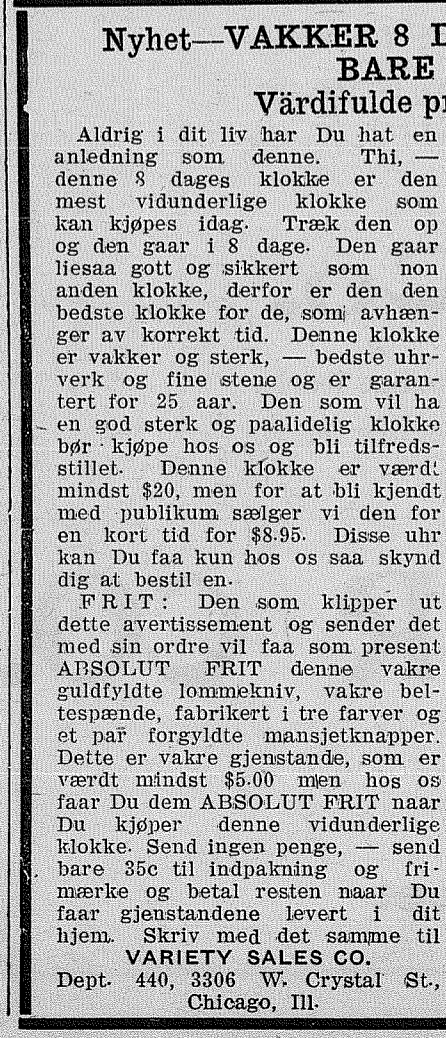 Nyhet—VAKKER 8 D
BARE
Värdifulde pr
Aldrig i dit liv har Du hat en
anledning som denne. Thi, —
denne 8 dages klokke er den
mest vidunderlige klokke som
kan kjøpes idag. Træk den op
og den gaar i 8 dage. Den gaar
liesaa gott og sikkert som non
anden klokke, derfor er den den
bedste klokke for de, som avhæn-
ger av korrekt tid. Denne klokke
er vakker og sterk, — bedste uhr-
verk og fine stene og er garan-
tert for 25 aar. Den som vil ha
en god sterk og paalidelig klokke
bør kjøpe hos os og bli tilfreds-
stillet. Denne klokke er værdt
mindst $20, men for at bli kjendt
med publikum sælger vi den for
en kort tid for $8.95. Disse uhr
kan Du faa kun hos os saa skynd
dig at bestil en.
FRIT: Den som klipper ut
dette avertissement og sender det
med sin ordre vil faa som present
ABSOLUT FRIT denne vakre
guldfyldte lommekniv, vakre bel-
tespænde, fabrikert i tre farver og
et par forgyldte mansjetknapper.
Dette er vakre gjenstande, som er
værdt mindst $5.00 men hos os
faar Du dem ABSOLUT FRIT naar
Du kjøper denne vidunderlige
klokke. Send ingen penge, — send
bare 35c til indpakning og fri-
mærke og betal resten naar Du
faar gjenstandene levert i dit
hjem. Skriv med det samme til
VARIETY SALES CO.
Dept. 440, 3306 W. Crystal St.,
Chicago, Ill.